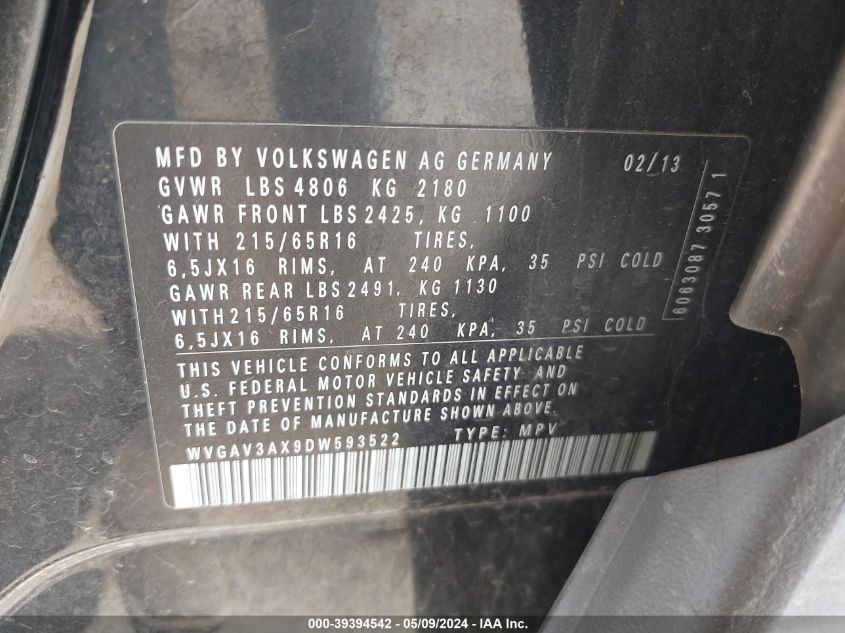 MFD BY VOLKSWAGEN AG GERMANY 02/13
GVWR LBS 4806 KG 2180
GAWR FRONT LBS 2425, KG 1100
WITH 215/65R16 TIRES,
6,5JX16 RIMS, AT 240 KPA, 35 PSI COLD
GAWR REAR LBS 2491, KG 1130
WITH 215/65R16 TIRES,
6,5JX16 RIMS, AT 240 KPA, 35 PSI COLD
THIS VEHICLE CONFORMS TO ALL APPLICABLE
U.S. FEDERAL MOTOR VEHICLE SAFETY AND
THEFT PREVENTION STANDARDS IN EFFECT ON
THE DATE OF MANUFACTURE SHOWN ABOVE.
WVGAV3AX9DW593522 TYPE: MPV
6063087 3057 1
000-39394542 - 05/09/2024 - IAA Inc.